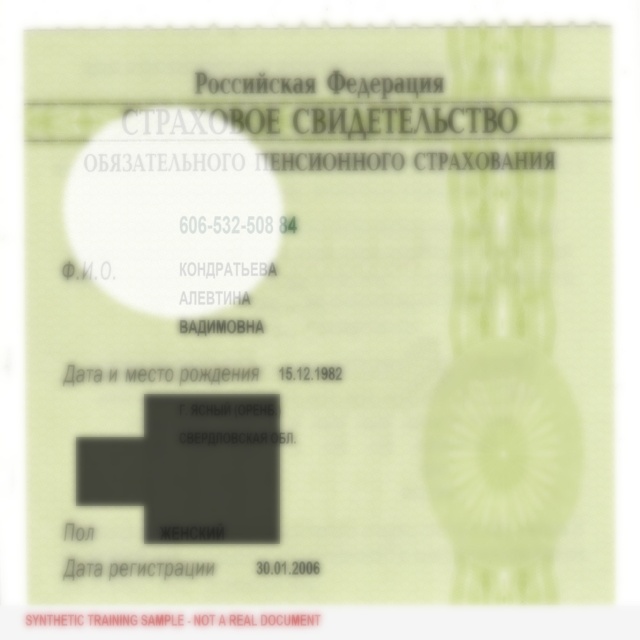 Российская Федерация
СТРАХОВОЕ СВИДЕТЕЛЬСТВО
ОБЯЗАТЕЛЬНОГО ПЕНСИОННОГО СТРАХОВАНИЯ
606-532-508 84
Ф.И.О. КОНДРАТЬЕВА
АЛЕВТИНА
ВАДИМОВНА
Дата и место рождения 15.12.1982
Г. ЯСНЫЙ (ОРЕНБ.)
СВЕРДЛОВСКАЯ ОБЛ.
Пол ЖЕНСКИЙ
Дата регистрации 30.01.2006
SYNTHETIC TRAINING SAMPLE - NOT A REAL DOCUMENT